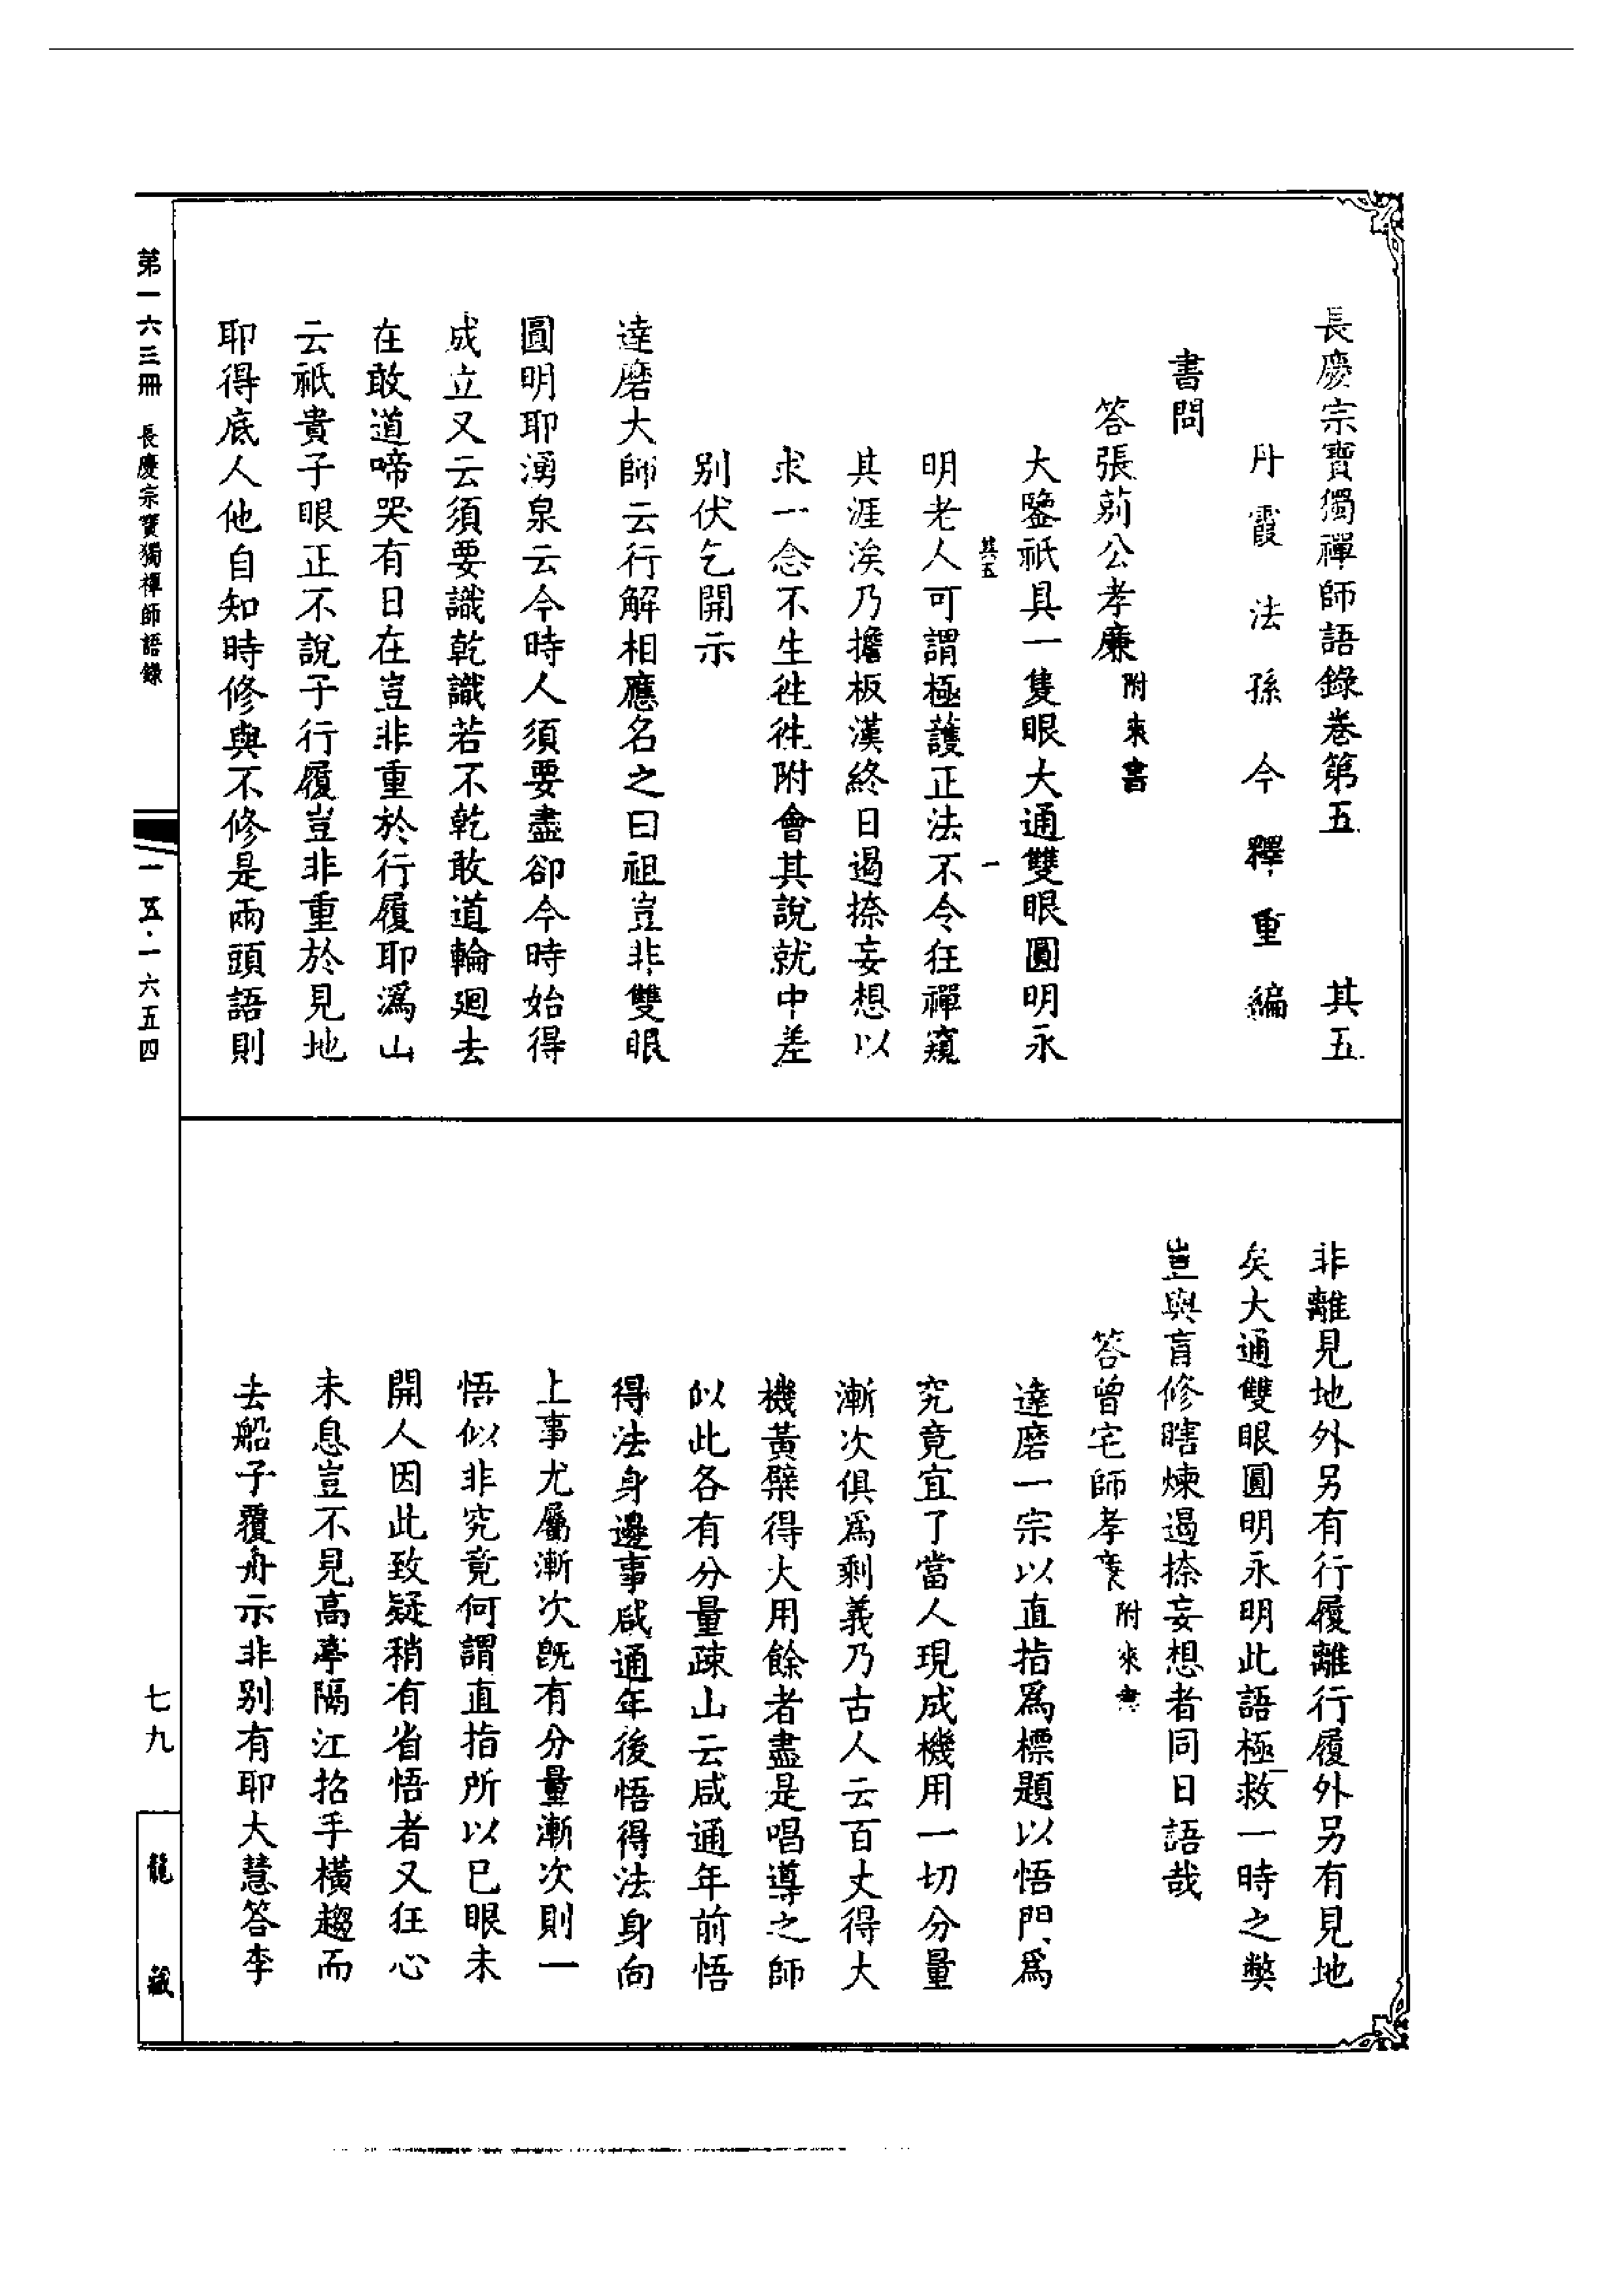 長慶宗寶獨禪師語錄卷第五　其五
丹霞法孫今釋重編
書問
答張荊公孝廉附來書
大鑒祇具一隻眼大通雙眼圓明永
其五　一
明老人可謂極護正法不令狂禪窺
其涯涘乃擔板漢終日遏捺妄想以
求一念不生往往附會其說就中差
別伏乞開示
達磨大師云行解相應名之曰祖豈非雙眼
圓明耶湧泉云今時人須要盡卻今時始得
成立又云須要識乾識若不乾敢道輪廻去
在敢道啼哭有日在豈非重於行履耶溈山
云祇貴子眼正不說子行履豈非重於見地
耶得底人他自知時修與不修是兩頭語則
非離見地外另有行履離行履外另有見地
矣大通雙眼圓明永明此語極救一時之獘
豈與盲修瞎煉遏捺妄想者同日語哉
答曾宅師孝廉附來書
達磨一宗以直指爲標題以悟門爲
究竟宜了當人現成機用一切分量
漸次俱爲剩義乃古人云百丈得大
機黃檗得大用餘者盡是唱導之師
似此各有分量疎山云咸通年前悟
得法身邊事咸通年後悟得法身向
上事尤屬漸次旣有分量漸次則一
悟似非究竟何謂直指所以已眼未
開人因此致疑稍有省悟者又狂心
未息豈不見高亭隔江招手橫趨而
去船子覆舟示非別有耶大慧答李
第一六三冊　長慶宗寶獨禪師語錄
一五·一六五四
七九
龍藏